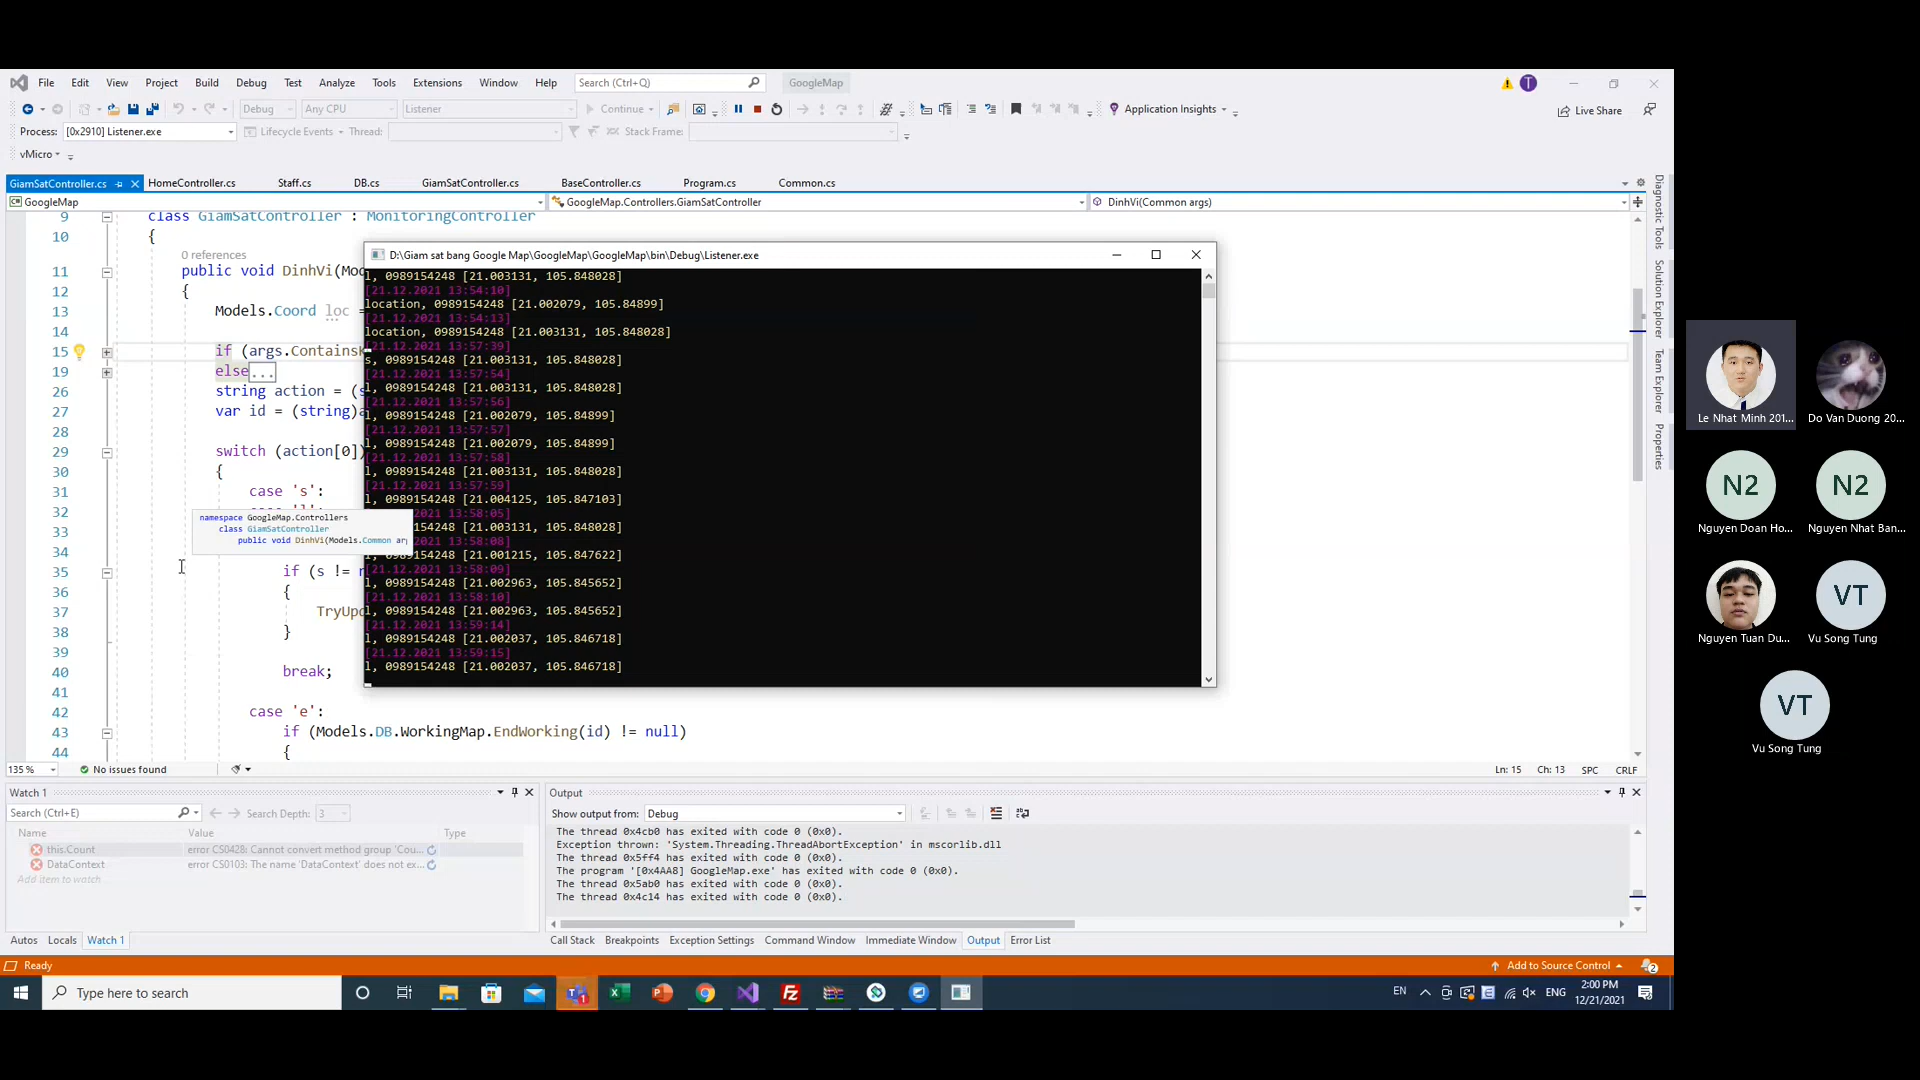 File Edit View Project Build Debug Test Analyze Tools Extensions Window Help Search (Ctrl+Q) GoogleMap T
Debug Any CPU Listener Continue Application Insights Live Share
Process: [0x2910] Listener.exe Lifecycle Events Thread: Stack Frame:
vMicro
GiamSatController.cs HomeController.cs Staff.cs DB.cs GiamSatController.cs BaseController.cs Program.cs Common.cs
GoogleMap GoogleMap.Controllers.GiamSatController DinhVi(Common args)
9 class GiamSatController : MonitoringController
10 {
0 references
11 public void DinhVi(Mod
12 {
13 Models.Coord loc =
14
15 if (args.ContainsK
19 else...
26 string action = (s
27 var id = (string)a
28
29 switch (action[0])
30 {
31 case 's':
32
33
34
35 if (s != n
36 {
37 TryUpd
38 }
39
40 break;
41
42 case 'e':
43 if (Models.DB.WorkingMap.EndWorking(id) != null)
44 {
namespace GoogleMap.Controllers
class GiamSatController
public void DinhVi(Models.Common ar
D:\Giam sat bang Google Map\GoogleMap\GoogleMap\bin\Debug\Listener.exe
l, 0989154248 [21.003131, 105.848028]
[21.12.2021 13:54:10]
location, 0989154248 [21.002079, 105.84899]
[21.12.2021 13:54:13]
location, 0989154248 [21.003131, 105.848028]
[21.12.2021 13:57:39]
s, 0989154248 [21.003131, 105.848028]
[21.12.2021 13:57:54]
l, 0989154248 [21.003131, 105.848028]
[21.12.2021 13:57:56]
l, 0989154248 [21.002079, 105.84899]
[21.12.2021 13:57:57]
l, 0989154248 [21.002079, 105.84899]
[21.12.2021 13:57:58]
l, 0989154248 [21.003131, 105.848028]
[21.12.2021 13:57:59]
l, 0989154248 [21.004125, 105.847103]
[21.12.2021 13:58:05]
l, 0989154248 [21.003131, 105.848028]
[21.12.2021 13:58:08]
l, 0989154248 [21.001215, 105.847622]
[21.12.2021 13:58:09]
l, 0989154248 [21.002963, 105.845652]
[21.12.2021 13:58:10]
l, 0989154248 [21.002963, 105.845652]
[21.12.2021 13:59:14]
l, 0989154248 [21.002037, 105.846718]
[21.12.2021 13:59:15]
l, 0989154248 [21.002037, 105.846718]
Diagnostic Tools
Solution Explorer
Team Explorer
Properties
135 % No issues found Ln: 15 Ch: 13 SPC CRLF
Watch 1
Search (Ctrl+E) Search Depth: 3
Name Value Type
this.Count error CS0428: Cannot convert method group 'Cou...
DataContext error CS0103: The name 'DataContext' does not ex...
Add item to watch
Autos Locals Watch 1
Output
Show output from: Debug
The thread 0x4cb0 has exited with code 0 (0x0).
Exception thrown: 'System.Threading.ThreadAbortException' in mscorlib.dll
The thread 0x5ff4 has exited with code 0 (0x0).
The program '[0x4AA8] GoogleMap.exe' has exited with code 0 (0x0).
The thread 0x5ab0 has exited with code 0 (0x0).
The thread 0x4c14 has exited with code 0 (0x0).
Call Stack Breakpoints Exception Settings Command Window Immediate Window Output Error List
Ready Add to Source Control 2
Type here to search EN ENG 2:00 PM
12/21/2021
Le Nhat Minh 201... Do Van Duong 20...
N2 N2
Nguyen Doan Ho... Nguyen Nhat Ban...
VT
Nguyen Tuan Du... Vu Song Tung
VT
Vu Song Tung